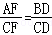 AF/CF = BD/CD